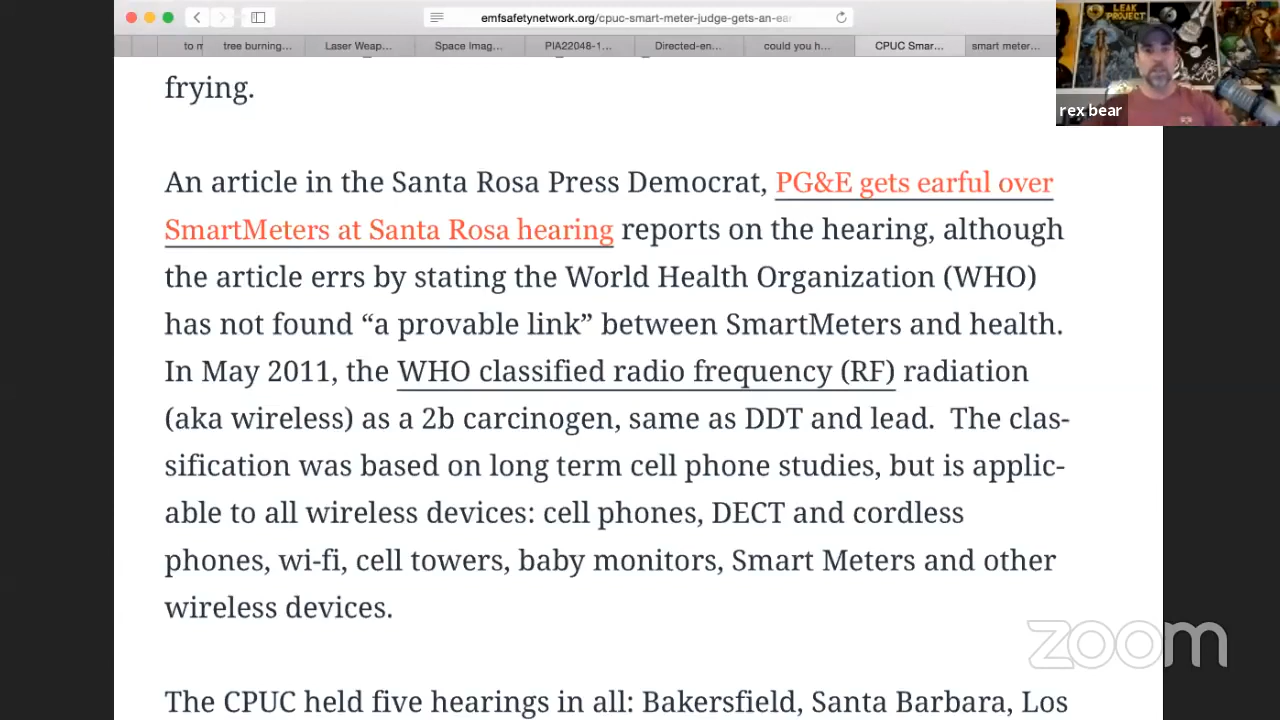 emfsafetynetwork.org/cpuc-smart-meter-judge-gets-an-ear
to m
tree burning...
Laser Weap...
Space Imag...
PIA22048-1...
Directed-en...
could you h...
CPUC Smar...
smart meter...
LEAK
PROJECT
rex bear
frying.
An article in the Santa Rosa Press Democrat, PG&E gets earful over
SmartMeters at Santa Rosa hearing reports on the hearing, although
the article errs by stating the World Health Organization (WHO)
has not found “a provable link” between SmartMeters and health.
In May 2011, the WHO classified radio frequency (RF) radiation
(aka wireless) as a 2b carcinogen, same as DDT and lead. The clas-
sification was based on long term cell phone studies, but is applic-
able to all wireless devices: cell phones, DECT and cordless
phones, wi-fi, cell towers, baby monitors, Smart Meters and other
wireless devices.
zoom
The CPUC held five hearings in all: Bakersfield, Santa Barbara, Los